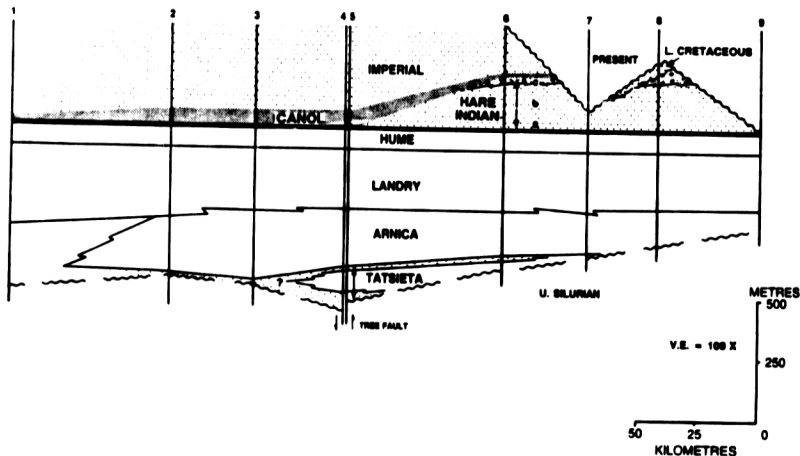 1 2 3 4 5 6 7 8 9
L. CRETACEOUS
PRESENT
IMPERIAL
HARE
INDIAN
b
CANOL
HUME
LANDRY
ARNICA
?
TATSIETA
U. SILURIAN
TREE FAULT
METRES
500
V.E. = 100 X
250
50 25 0
KILOMETRES